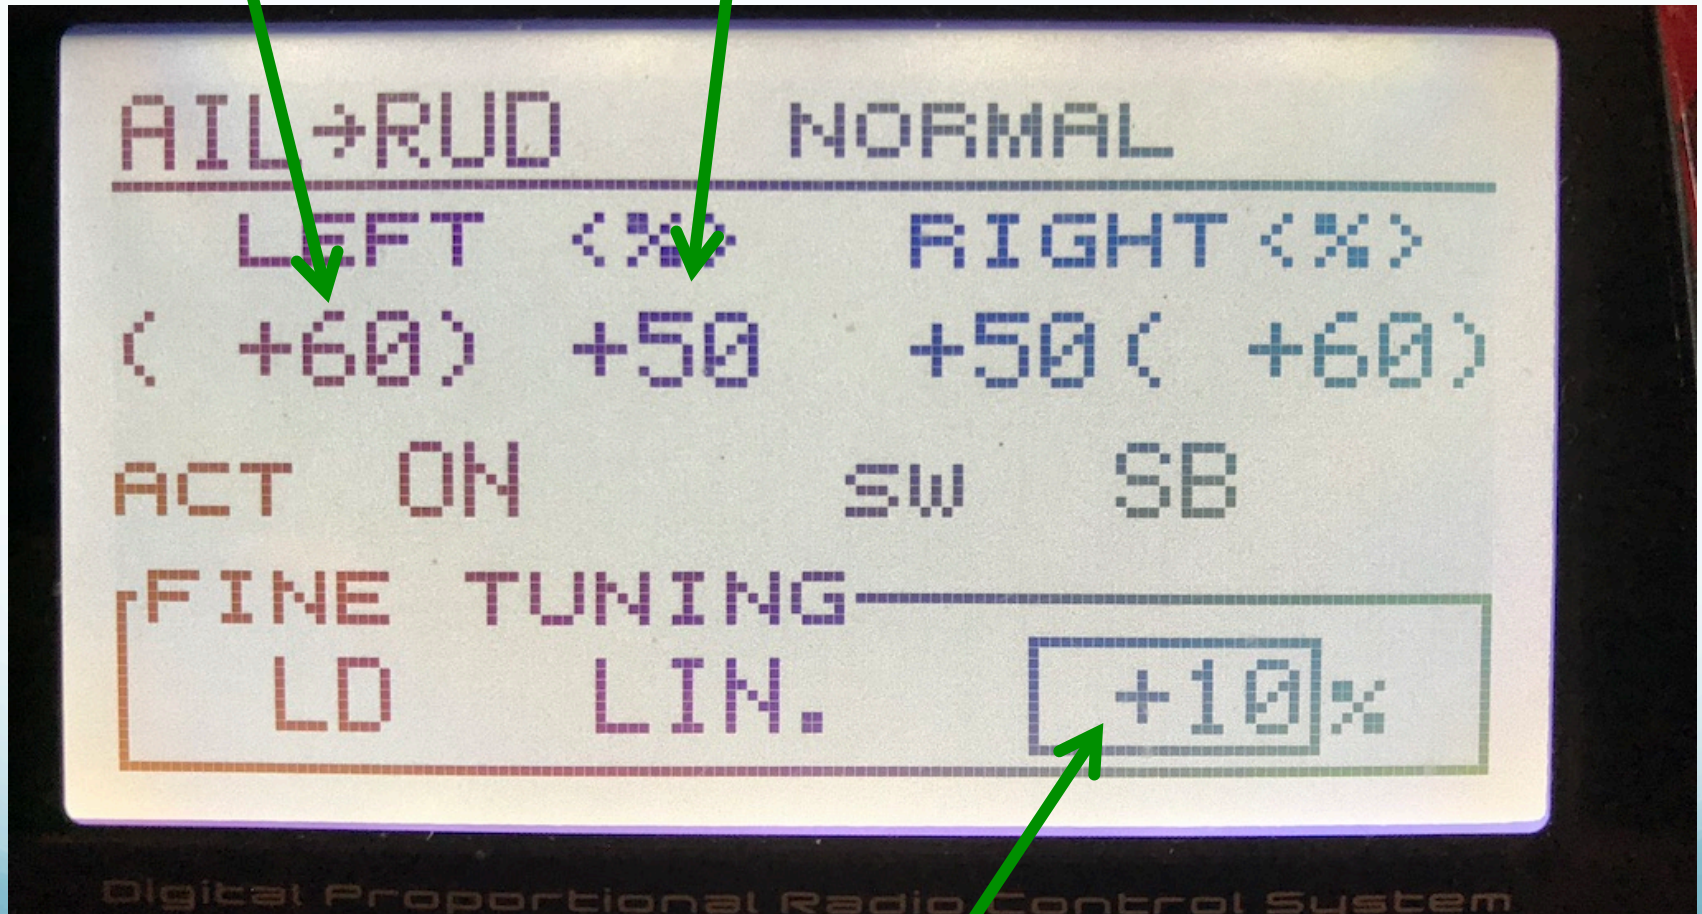 AIL→RUD NORMAL
LEFT <%> RIGHT <%>
( +60) +50 +50 ( +60)
ACT ON SW SB
FINE TUNING
LD LIN. +10%
Digital Proportional Radio Control System